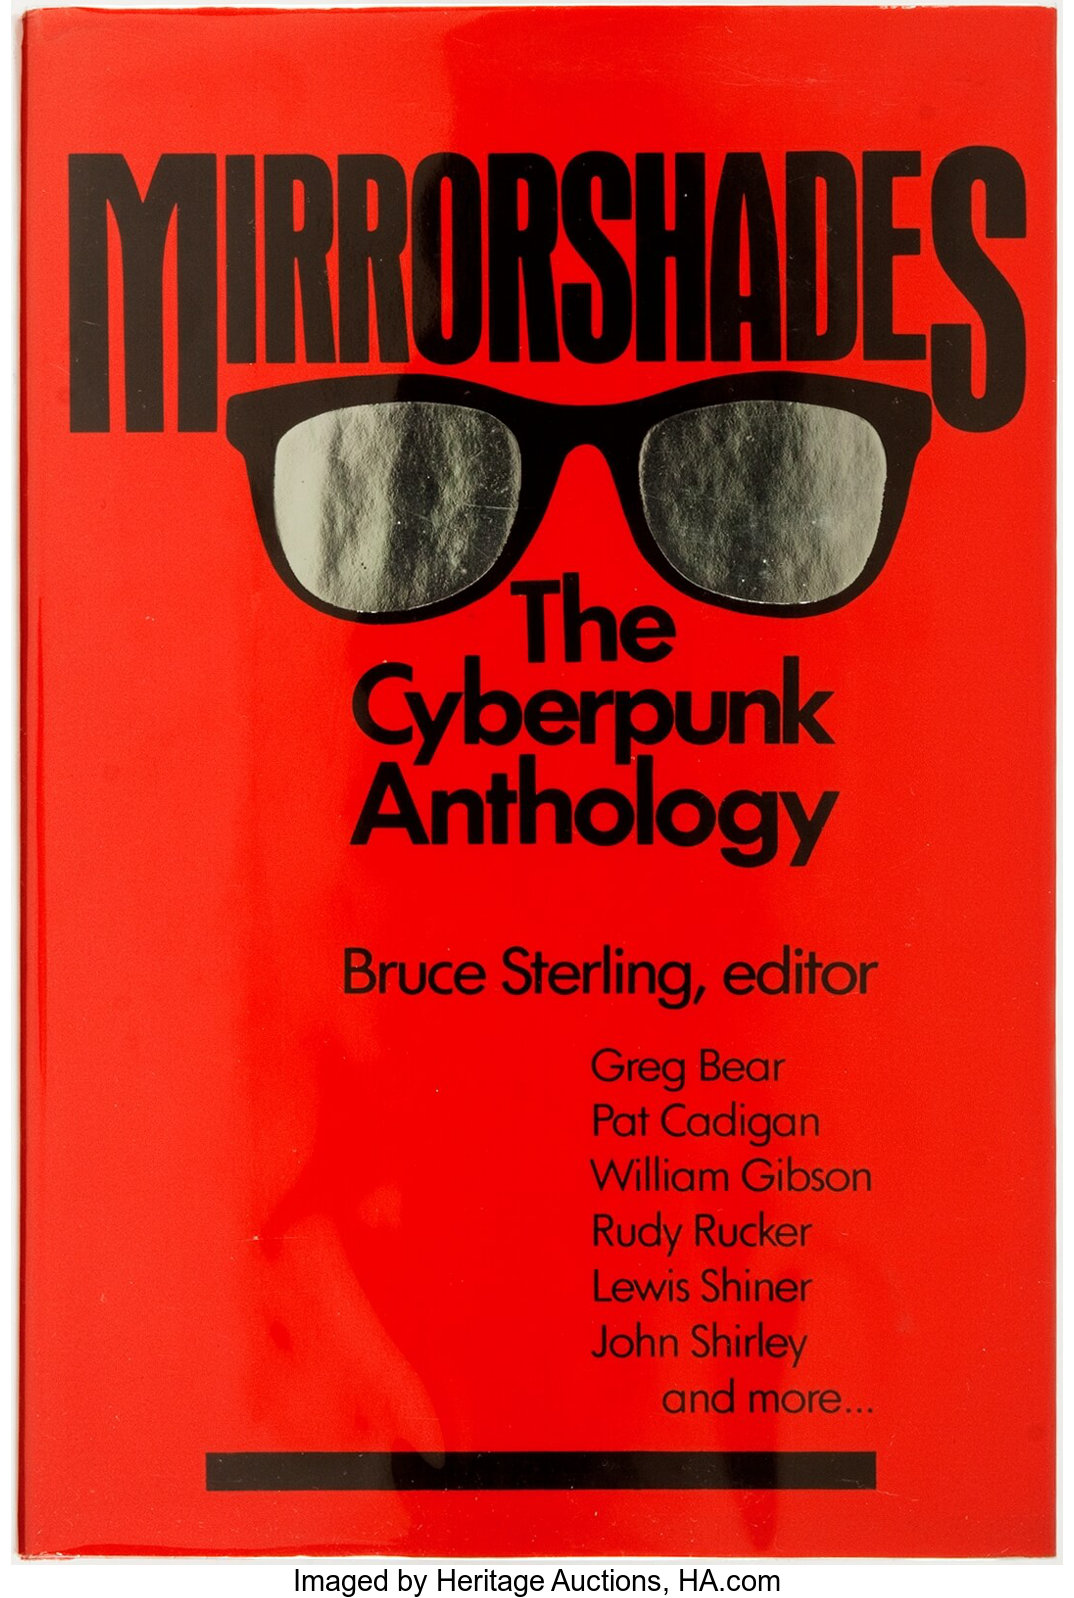 MIRRORSHADES
The
Cyberpunk
Anthology
Bruce Sterling, editor
Greg Bear
Pat Cadigan
William Gibson
Rudy Rucker
Lewis Shiner
John Shirley
and more...
Imaged by Heritage Auctions, HA.com